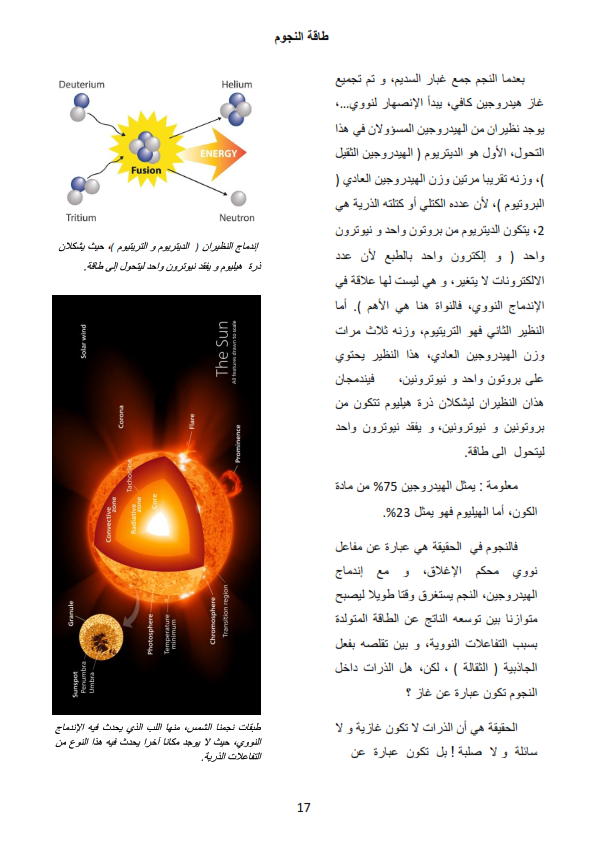 طاقة النجوم
بعدما النجم جمع غبار السديم، و تم تجميع
غاز هيدروجين كافي، يبدأ الإنصهار لنووي...،
يوجد نظيران من الهيدروجين المسؤولان في هذا
التحول، الأول هو الديتريوم ( الهيدروجين الثقيل
)، وزنه تقريبا مرتين وزن الهيدروجين العادي (
البروتيوم )، لأن عدده الكتلي أو كتلته الذرية هي
2، يتكون الديتريوم من بروتون واحد و نيوترون
واحد ( و إلكترون واحد بالطبع لأن عدد
الالكترونات لا يتغير، و هي ليست لها علاقة في
الإندماج النووي، فالنواة هنا هي الأهم ). أما
النظير الثاني فهو التريتيوم، وزنه ثلاث مرات
وزن الهيدروجين العادي، هذا النظير يحتوي
على بروتون واحد و نيوترونين، فيندمجان
هذان النظيران ليشكلان ذرة هيليوم تتكون من
بروتونين و نيوترونين، و يفقد نيوترون واحد
ليتحول الى طاقة.
معلومة : يمثل الهيدروجين 75% من مادة
الكون، أما الهيليوم فهو يمثل 23%.
فالنجوم في الحقيقة هي عبارة عن مفاعل
نووي محكم الإغلاق، و مع إندماج
الهيدروجين، النجم يستغرق وقتا طويلا ليصبح
متوازنا بين توسعه الناتج عن الطاقة المتولدة
بسبب التفاعلات النووية، و بين تقلصه بفعل
الجاذبية ( الثقالة ) ، لكن، هل الذرات داخل
النجوم تكون عبارة عن غاز ؟
الحقيقة هي أن الذرات لا تكون غازية و لا
سائلة و لا صلبة ! بل تكون عبارة عن
Deuterium
Helium
ENERGY
Fusion
Tritium
Neutron
إندماج النظيران ( الديتريوم و التريتيوم )، حيث يشكلان
ذرة هيليوم و يفقد نيوترون واحد ليتحول إلى طاقة.
The Sun
All features drawn to scale
Solar wind
Corona
Flare
Prominence
Tachocline
Convective
zone
Radiative
zone
Core
Granule
Sunspot
Penumbra
Umbra
Photosphere
Temperature
minimum
Chromosphere
Transition region
طبقات نجمنا الشمس، منها اللب الذي يحدث فيه الإندماج
النووي، حيث لا يوجد مكانا أخرا يحدث فيه هذا النوع من
التفاعلات الذرية.
17